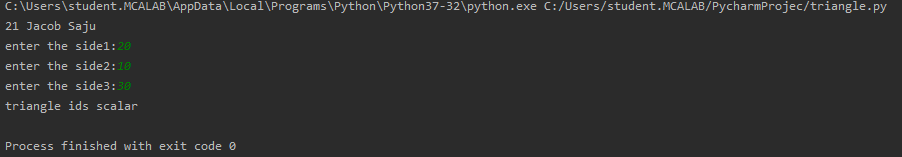 C:\Users\student.MCALAB\AppData\Local\Programs\Python\Python37-32\python.exe C:/Users/student.MCALAB/PycharmProjec/triangle.py
21 Jacob Saju
enter the side1:20
enter the side2:10
enter the side3:30
triangle ids scalar
Process finished with exit code 0